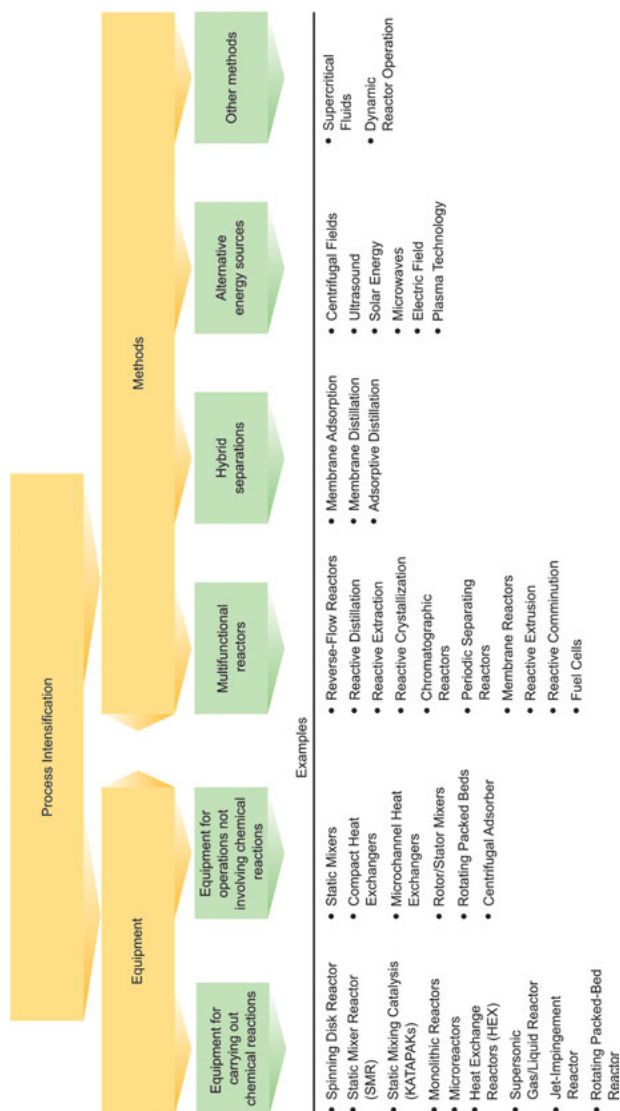 Process Intensification
Equipment
Methods
Equipment for
carrying out
chemical reactions
Equipment for
operations not
involving chemical
reactions
Multifunctional
reactors
Hybrid
separations
Alternative
energy sources
Other methods
Examples
• Spinning Disk Reactor
• Static Mixer Reactor
(SMR)
• Static Mixing Catalysis
(KATAPAKs)
• Monolithic Reactors
• Microreactors
• Heat Exchange
Reactors (HEX)
• Supersonic
Gas/Liquid Reactor
• Jet-Impingement
Reactor
• Rotating Packed-Bed
Reactor
• Static Mixers
• Compact Heat
Exchangers
• Microchannel Heat
Exchangers
• Rotor/Stator Mixers
• Rotating Packed Beds
• Centrifugal Adsorber
• Reverse-Flow Reactors
• Reactive Distillation
• Reactive Extraction
• Reactive Crystallization
• Chromatographic
Reactors
• Periodic Separating
Reactors
• Membrane Reactors
• Reactive Extrusion
• Reactive Comminution
• Fuel Cells
• Membrane Adsorption
• Membrane Distillation
• Adsorptive Distillation
• Centrifugal Fields
• Ultrasound
• Solar Energy
• Microwaves
• Electric Field
• Plasma Technology
• Supercritical
Fluids
• Dynamic
Reactor Operation